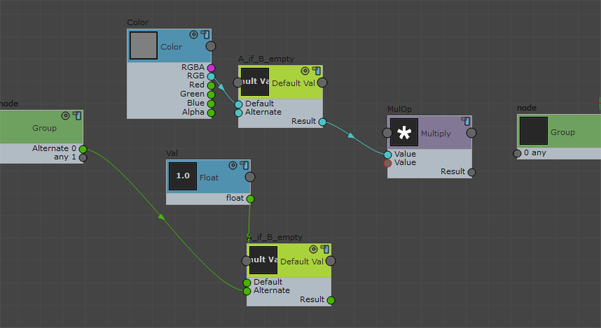 Color
Color
RGBA
RGB
Red
Green
Blue
Alpha
A_if_B_empty
ult Va
Default Val
Default
Alternate
Result
MulOp
*
Multiply
Value
Value
Result
node
Group
0 any
node
Group
Alternate 0
any 1
Val
1.0
Float
float
A_if_B_empty
ult Va
Default Val
Default
Alternate
Result